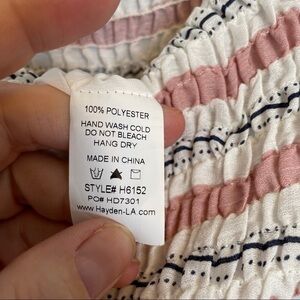 100% POLYESTER
HAND WASH COLD
DO NOT BLEACH
HANG DRY
MADE IN CHINA
STYLE# H6152
PO# HD7301
www.Hayden-LA.com